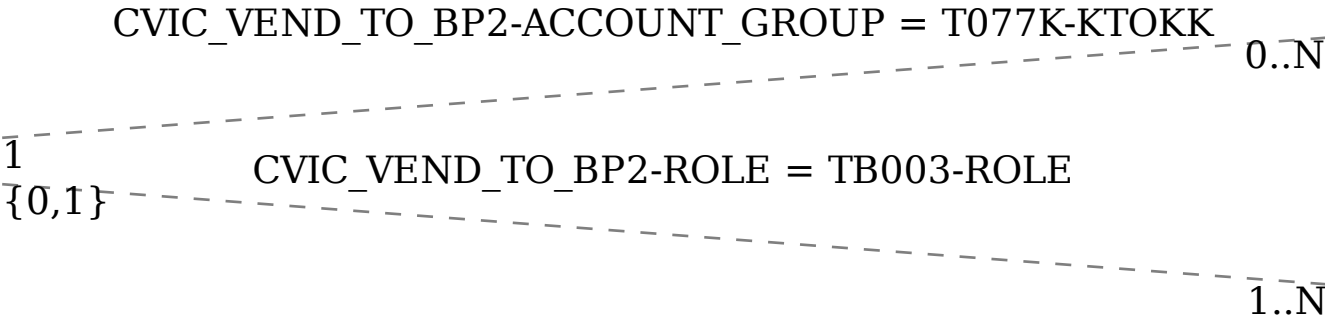 CVIC_VEND_TO_BP2-ACCOUNT_GROUP = T077K-KTOKK
0..N
1
CVIC_VEND_TO_BP2-ROLE = TB003-ROLE
{0,1}
1..N